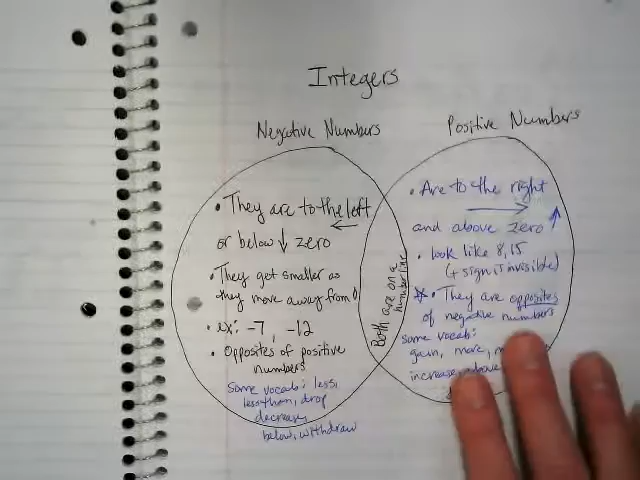 Integers
Negative Numbers
• They are to the left
or below ↓ zero
• They get smaller as
they move away from 0
• ex: -7, -12
• Opposites of positive
numbers
Some vocab: less,
less than, drop
decrease,
below, withdraw
Both are on a
number line
Positive Numbers
• Are to the right
and above zero
• look like 8, 15
(+ sign is invisible)
* • They are opposites
of negative numbers
some vocab:
gain, more,
increase, above